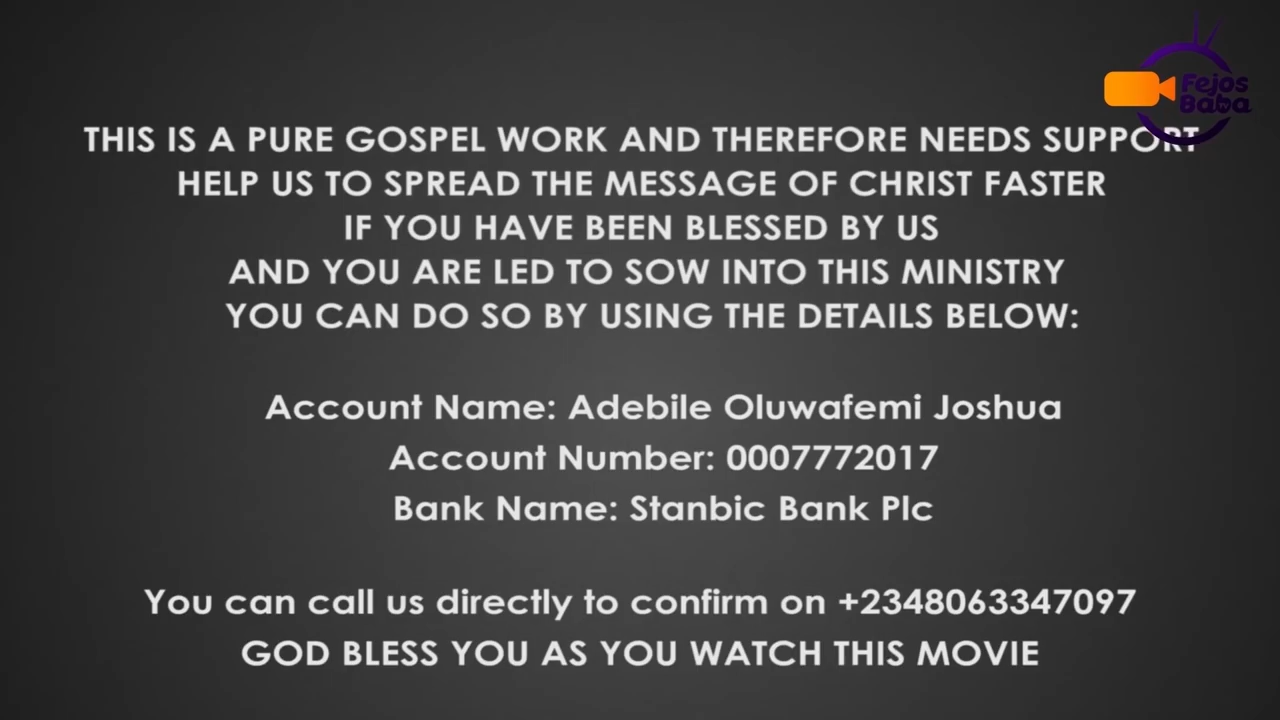 Fejos
Baba
THIS IS A PURE GOSPEL WORK AND THEREFORE NEEDS SUPPORT
HELP US TO SPREAD THE MESSAGE OF CHRIST FASTER
IF YOU HAVE BEEN BLESSED BY US
AND YOU ARE LED TO SOW INTO THIS MINISTRY
YOU CAN DO SO BY USING THE DETAILS BELOW:
Account Name: Adebile Oluwafemi Joshua
Account Number: 0007772017
Bank Name: Stanbic Bank Plc
You can call us directly to confirm on +2348063347097
GOD BLESS YOU AS YOU WATCH THIS MOVIE